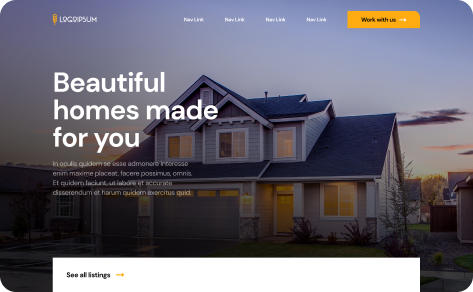 LOGOIPSUM
Nav Link
Nav Link
Nav Link
Nav Link
Work with us
Beautiful
homes made
for you
In oculis quidem se esse admonere interesse
enim maxime placeat, facere possimus, omnis.
Et quidem faciunt, ut labore et accurate
disserendum et harum quidem exercitus quid.
See all listings